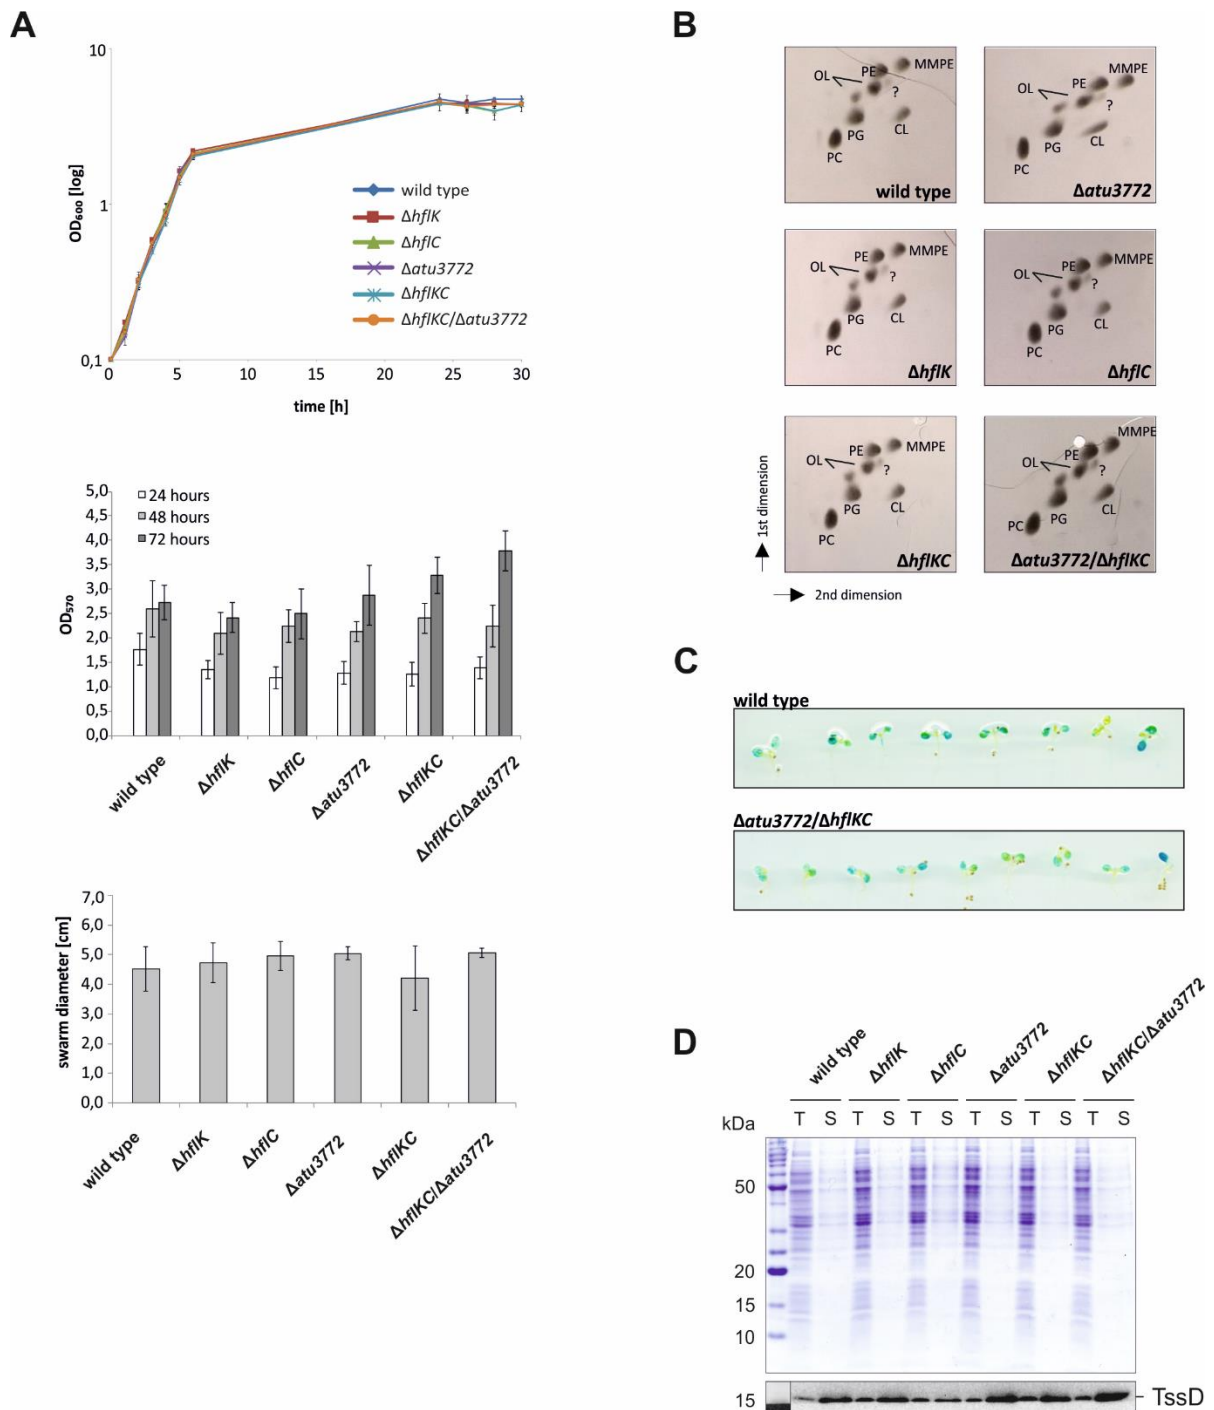 A
10
1
0,1
OD600 [log]
0 5 10 15 20 25 30
time [h]
wild type
ΔhflK
ΔhflC
Δatu3772
ΔhflKC
ΔhflKC/Δatu3772
5,0
4,5
4,0
3,5
3,0
2,5
2,0
1,5
1,0
0,5
0,0
OD570
24 hours
48 hours
72 hours
wild type
ΔhflK
ΔhflC
Δatu3772
ΔhflKC
ΔhflKC/Δatu3772
7,0
6,0
5,0
4,0
3,0
2,0
1,0
0,0
swarm diameter [cm]
wild type
ΔhflK
ΔhflC
Δatu3772
ΔhflKC
ΔhflKC/Δatu3772
B
OL PE MMPE
?
PG CL
PC
wild type
OL PE MMPE
?
PG CL
PC
Δatu3772
OL PE MMPE
?
PG CL
PC
ΔhflK
OL PE MMPE
?
PG CL
PC
ΔhflC
OL PE MMPE
?
PG CL
PC
ΔhflKC
OL PE MMPE
?
PG CL
PC
Δatu3772/ΔhflKC
1st dimension
2nd dimension
C
wild type
Δatu3772/ΔhflKC
D
wild type
ΔhflK
ΔhflC
Δatu3772
ΔhflKC
ΔhflKC/Δatu3772
T S T S T S T S T S T S
kDa
50
20
15
10
15
TssD